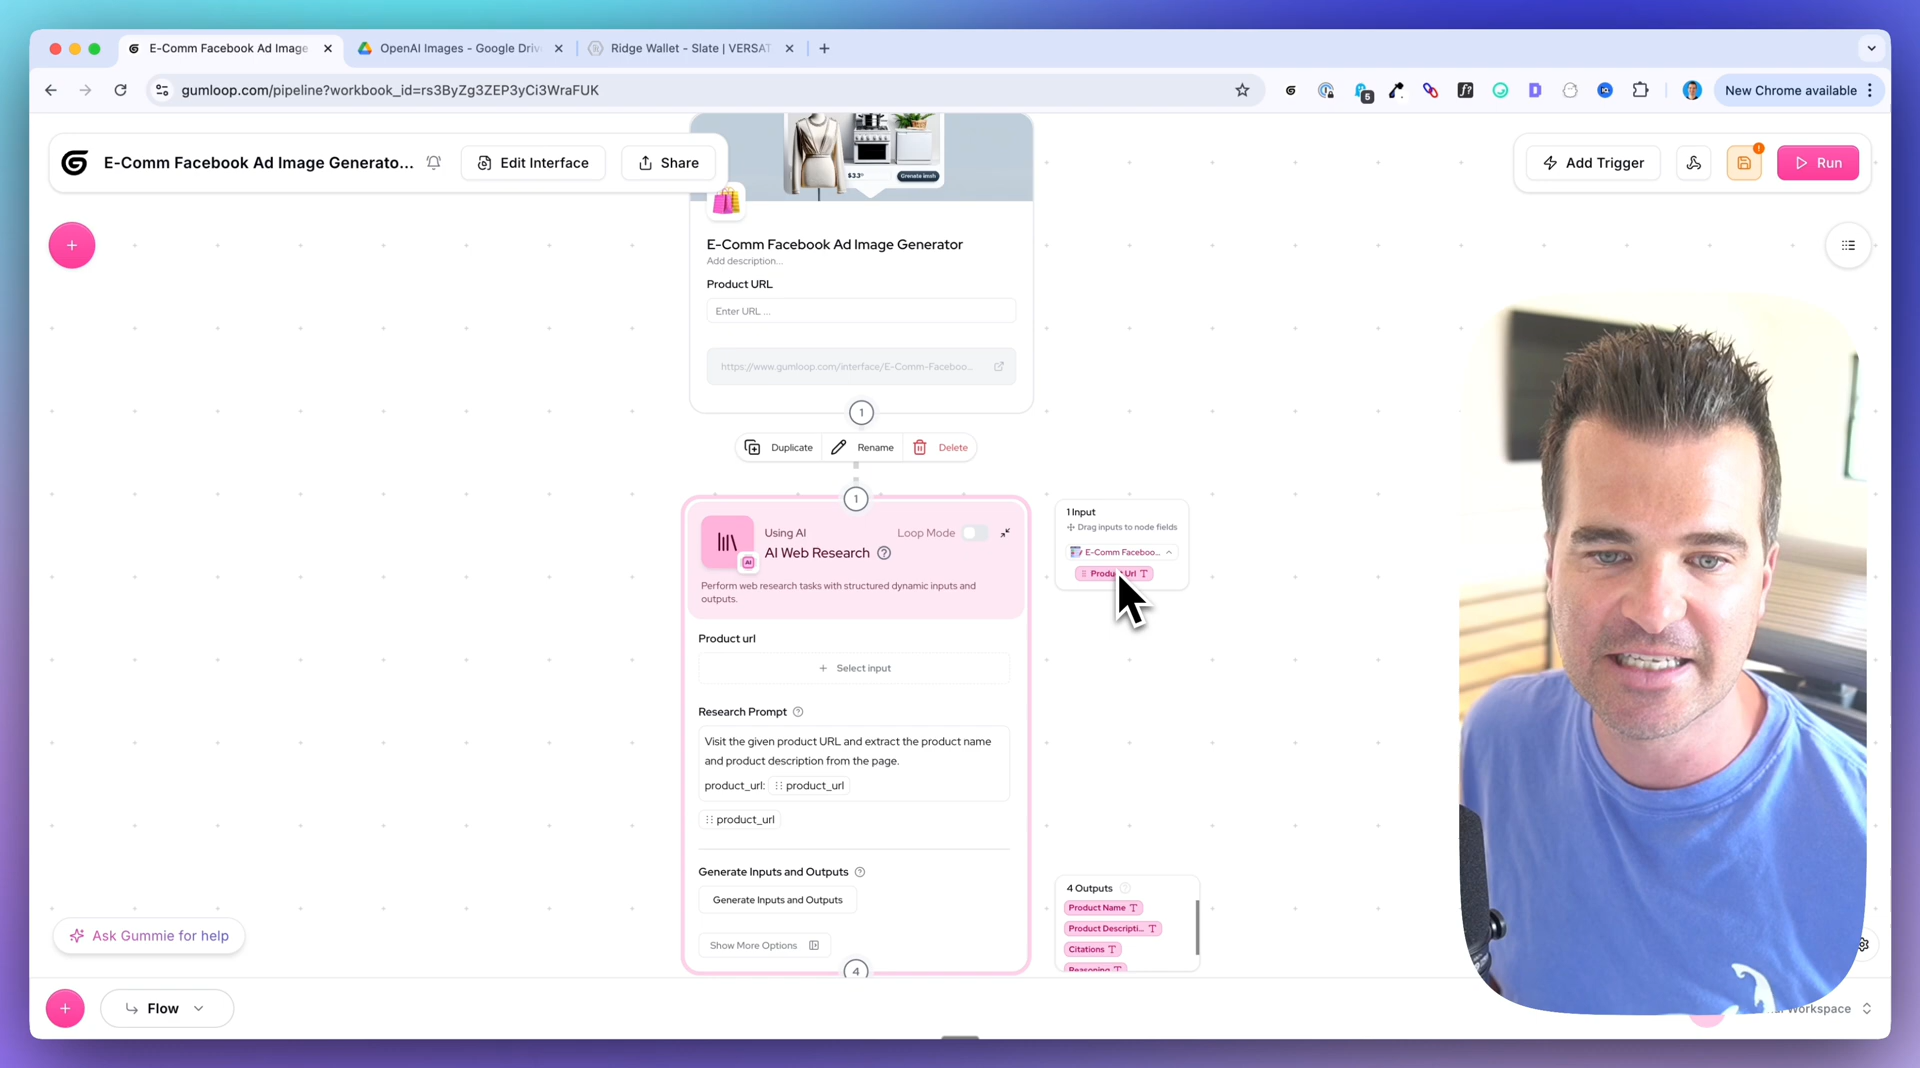 E-Comm Facebook Ad Image
OpenAI Images - Google Driv
Ridge Wallet - Slate | VERSAT
gumloop.com/pipeline?workbook_id=rs3ByZg3ZEP3yCi3WraFUK
5
New Chrome available
E-Comm Facebook Ad Image Generato...
Edit Interface
Share
Add Trigger
Run
E-Comm Facebook Ad Image Generator
Add description...
Product URL
Enter URL ...
https://www.gumloop.com/interface/E-Comm-Faceboo...
1
Duplicate
Rename
Delete
1
Using AI
Loop Mode
AI Web Research
AI
Perform web research tasks with structured dynamic inputs and
outputs.
1 Input
Drag inputs to node fields
E-Comm Faceboo...
Product Url
Product url
+ Select input
Research Prompt
Visit the given product URL and extract the product name
and product description from the page.
product_url: product_url
product_url
Generate Inputs and Outputs
Generate Inputs and Outputs
Show More Options
4
4 Outputs
Product Name
Product Descripti...
Citations
Reasoning
Ask Gummie for help
Flow
Workspace